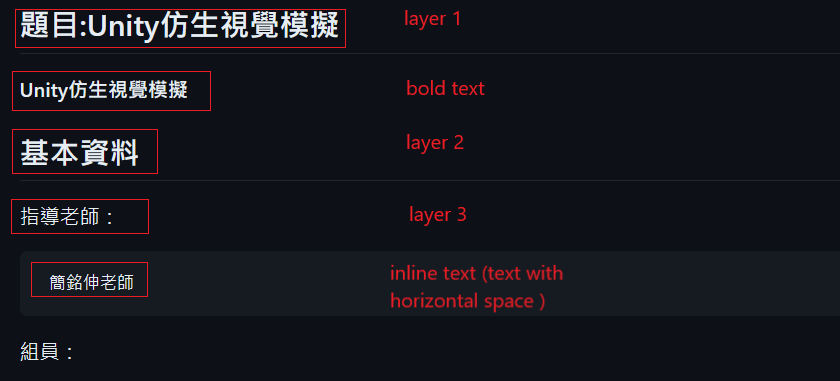 題目:Unity仿生視覺模擬 layer 1
Unity仿生視覺模擬 bold text
基本資料 layer 2
指導老師： layer 3
簡銘伸老師 inline text (text with
horizontal space )
組員：